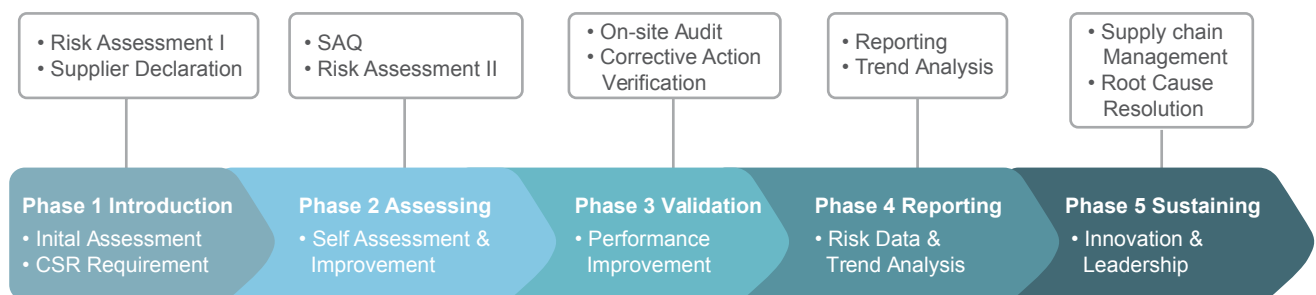 • Risk Assessment I
• Supplier Declaration
• SAQ
• Risk Assessment II
• On-site Audit
• Corrective Action
Verification
• Reporting
• Trend Analysis
• Supply chain
Management
• Root Cause
Resolution
Phase 1 Introduction
• Inital Assessment
• CSR Requirement
Phase 2 Assessing
• Self Assessment &
Improvement
Phase 3 Validation
• Performance
Improvement
Phase 4 Reporting
• Risk Data &
Trend Analysis
Phase 5 Sustaining
• Innovation &
Leadership